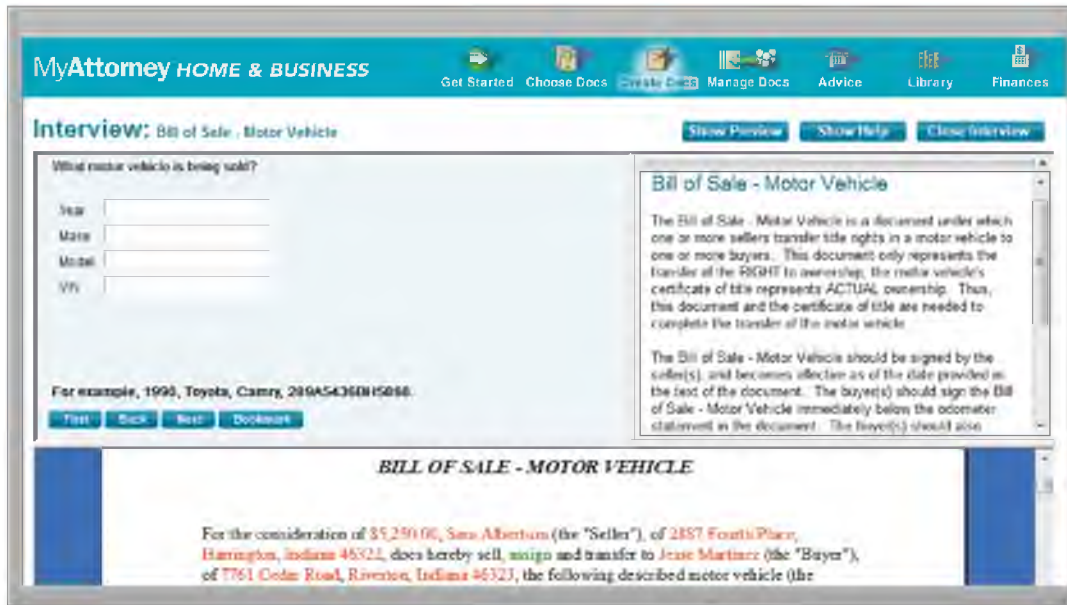 MyAttorney HOME & BUSINESS
Get Started Choose Docs Create Docs Manage Docs Advice Library Finances
Interview: Bill of Sale - Motor Vehicle
Show Preview Show Help Close Interview
What motor vehicle is being sold?
Year
Make
Model
VIN
For example, 1990, Toyota, Camry,
First Back Next Bookmark
Bill of Sale - Motor Vehicle
The Bill of Sale - Motor Vehicle is a document under which
one or more sellers transfer title rights in a motor vehicle to
one or more buyers. This document only represents the
transfer of the RIGHT to ownership; the motor vehicle's
certificate of title represents ACTUAL ownership. Thus,
this document and the certificate of title are needed to
complete the transfer of the motor vehicle.
The Bill of Sale - Motor Vehicle should be signed by the
seller(s), and becomes effective as of the date provided in
the text of the document. The buyer(s) should sign the Bill
of Sale - Motor Vehicle immediately below the odometer
statement in the document. The buyer(s) should also
BILL OF SALE - MOTOR VEHICLE
For the consideration of $5,250.00, Sara (the "Seller"), of 2887 Fourth Place,
Harrington, Indiana 46322, does hereby sell, assign and transfer to Jesse Martinez (the "Buyer"),
of 7761 Cedar Road, Riverton, Indiana 46323, the following described motor vehicle (the